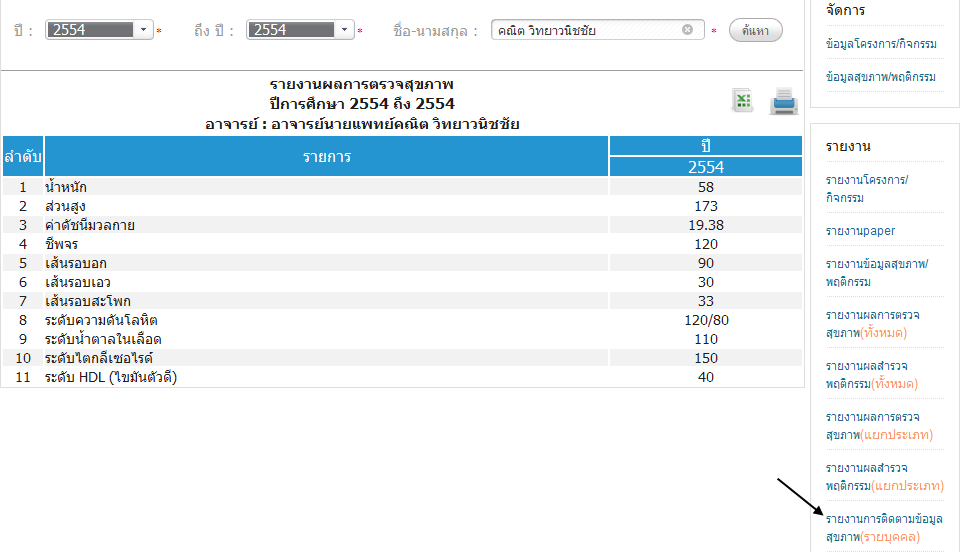 ปี : 2554 * ถึง ปี : 2554 * ชื่อ-นามสกุล : คณิต วิทยาวนิชชัย * ค้นหา
รายงานผลการตรวจสุขภาพ
ปีการศึกษา 2554 ถึง 2554
อาจารย์ : อาจารย์นายแพทย์คณิต วิทยาวนิชชัย
ลำดับ รายการ ปี
2554
1 น้ำหนัก 58
2 ส่วนสูง 173
3 ค่าดัชนีมวลกาย 19.38
4 ชีพจร 120
5 เส้นรอบอก 90
6 เส้นรอบเอว 30
7 เส้นรอบสะโพก 33
8 ระดับความดันโลหิต 120/80
9 ระดับน้ำตาลในเลือด 110
10 ระดับไตกลีเซอไรด์ 150
11 ระดับ HDL (ไขมันตัวดี) 40
จัดการ
ข้อมูลโครงการ/กิจกรรม
ข้อมูลสุขภาพ/พฤติกรรม
รายงาน
รายงานโครงการ/
กิจกรรม
รายงานpaper
รายงานข้อมูลสุขภาพ/
พฤติกรรม
รายงานผลการตรวจ
สุขภาพ(ทั้งหมด)
รายงานผลสำรวจ
พฤติกรรม(ทั้งหมด)
รายงานผลการตรวจ
สุขภาพ(แยกประเภท)
รายงานผลสำรวจ
พฤติกรรม(แยกประเภท)
รายงานการติดตามข้อมูล
สุขภาพ(รายบุคคล)